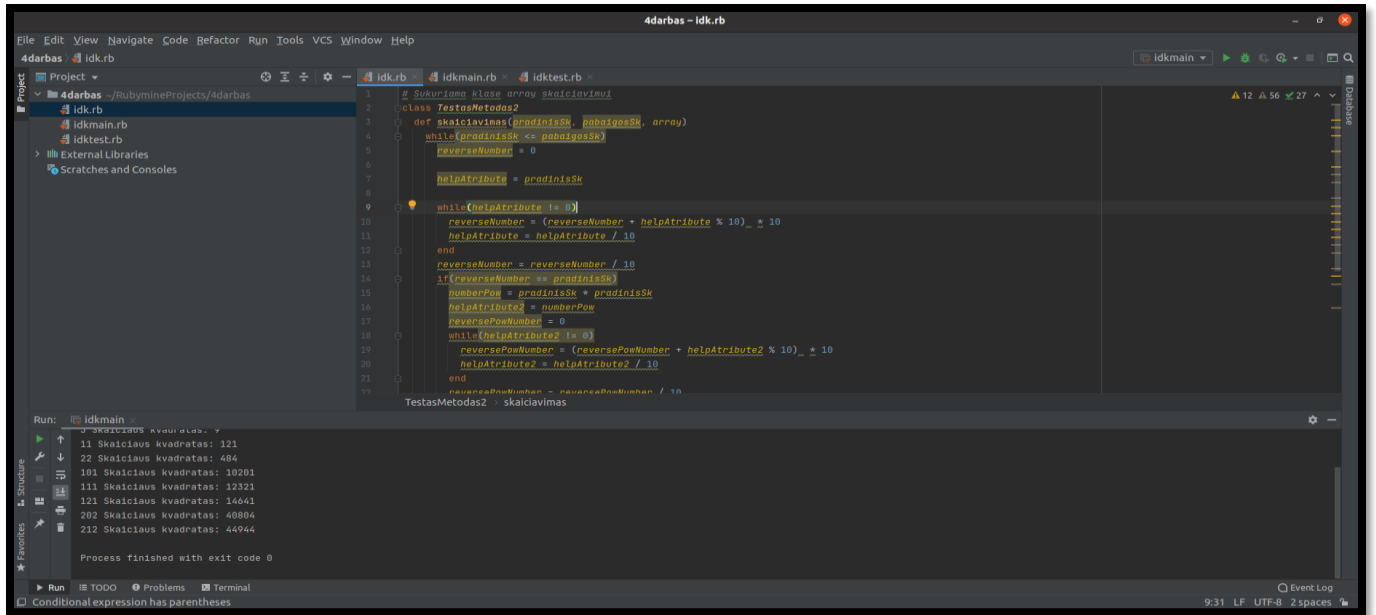 4darbas – idk.rb
File Edit View Navigate Code Refactor Run Tools VCS Window Help
4darbas idk.rb
idkmain
Project
Project
idk.rb
idkmain.rb
idktest.rb
4darbas ~/RubymineProjects/4darbas
idk.rb
idkmain.rb
idktest.rb
External Libraries
Scratches and Consoles
12 56 27
Database
1 # Sukuriama klase array skaiciavimui
2 class TestasMetodas2
3 def skaiciavimas(pradinisSk, pabaigosSk, array)
4 while(pradinisSk <= pabaigosSk)
5 reverseNumber = 0
6
7 helpAtribute = pradinisSk
8
9 while(helpAtribute != 0)
10 reverseNumber = (reverseNumber + helpAtribute % 10) * 10
11 helpAtribute = helpAtribute / 10
12 end
13 reverseNumber = reverseNumber / 10
14 if(reverseNumber == pradinisSk)
15 numberPow = pradinisSk * pradinisSk
16 helpAtribute2 = numberPow
17 reversePowNumber = 0
18 while(helpAtribute2 != 0)
19 reversePowNumber = (reversePowNumber + helpAtribute2 % 10) * 10
20 helpAtribute2 = helpAtribute2 / 10
21 end
22 reversePowNumber = reversePowNumber / 10
TestasMetodas2 › skaiciavimas
Run: idkmain
Skaiciaus kvadratas: 9
11 Skaiciaus kvadratas: 121
22 Skaiciaus kvadratas: 484
101 Skaiciaus kvadratas: 10201
111 Skaiciaus kvadratas: 12321
121 Skaiciaus kvadratas: 14641
202 Skaiciaus kvadratas: 40804
212 Skaiciaus kvadratas: 44944
Process finished with exit code 0
Structure
Favorites
Run TODO Problems Terminal
Event Log
Conditional expression has parentheses
9:31 LF UTF-8 2 spaces